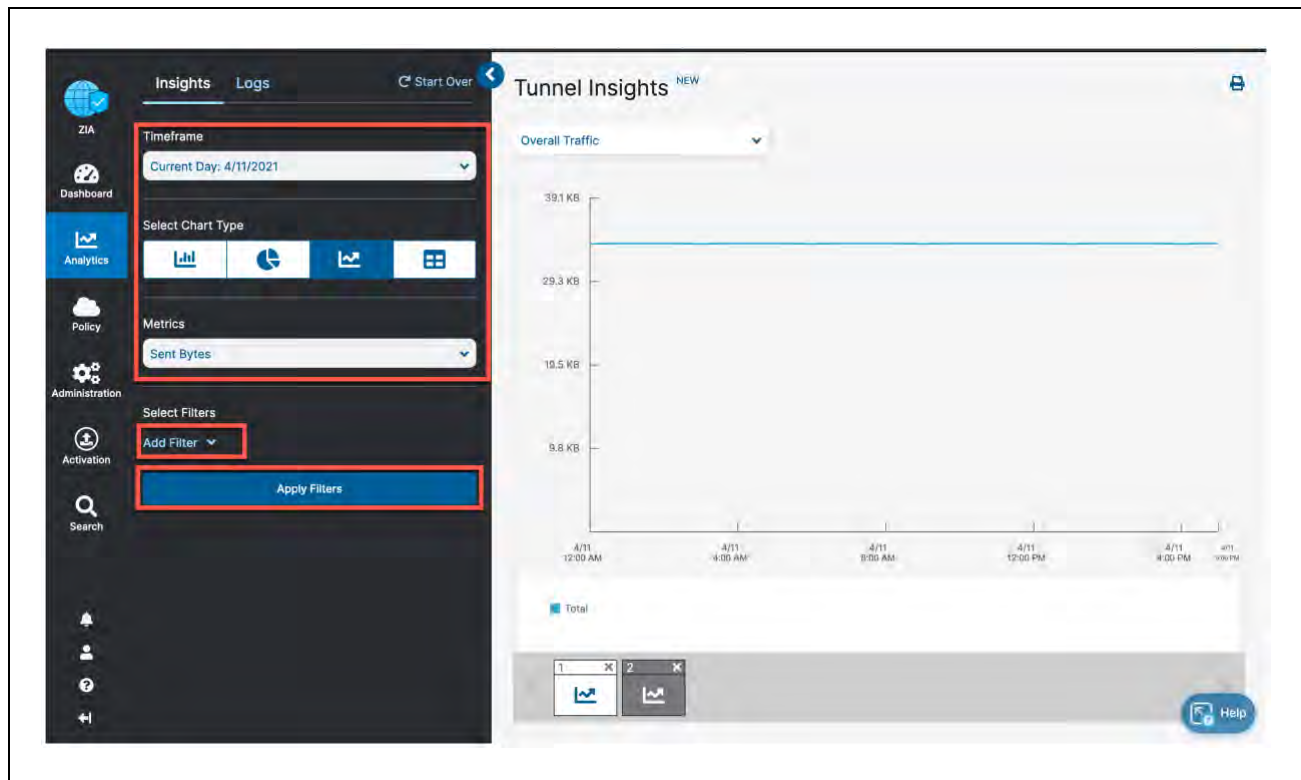 Insights Logs Start Over
ZIA
Dashboard
Analytics
Policy
Administration
Activation
Search
Timeframe
Current Day: 4/11/2021
Select Chart Type
Metrics
Sent Bytes
Select Filters
Add Filter
Apply Filters
Tunnel Insights NEW
Overall Traffic
39.1 KB
29.3 KB
19.5 KB
9.8 KB
4/11 4/11 4/11 4/11 4/11 4/11
12:00 AM 4:00 AM 8:00 AM 12:00 PM 4:00 PM
Total
1 2
Help